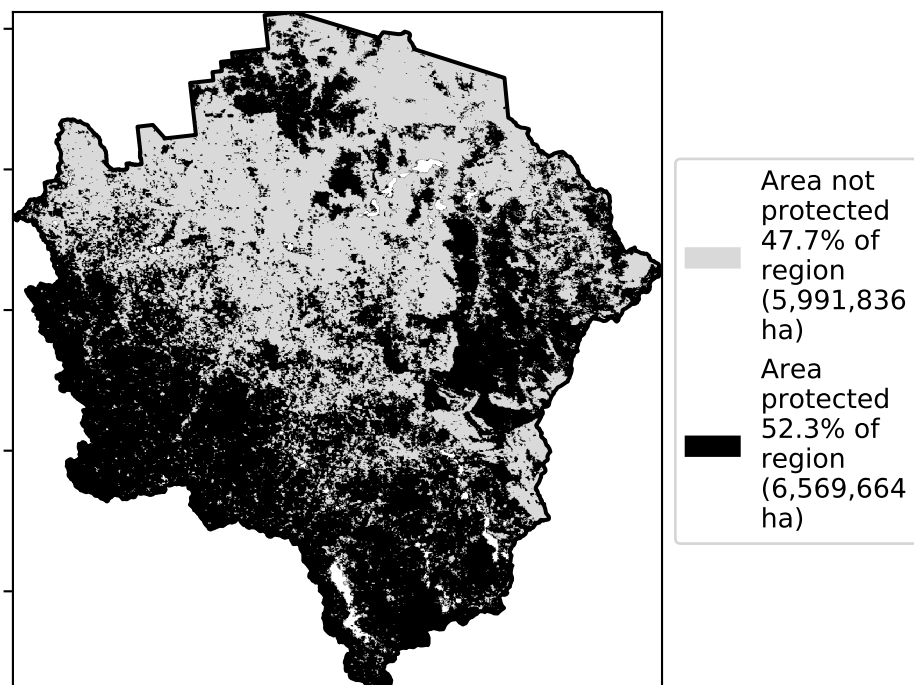 Area not
protected
47.7% of
region
(5,991,836
ha)
Area
protected
52.3% of
region
(6,569,664
ha)